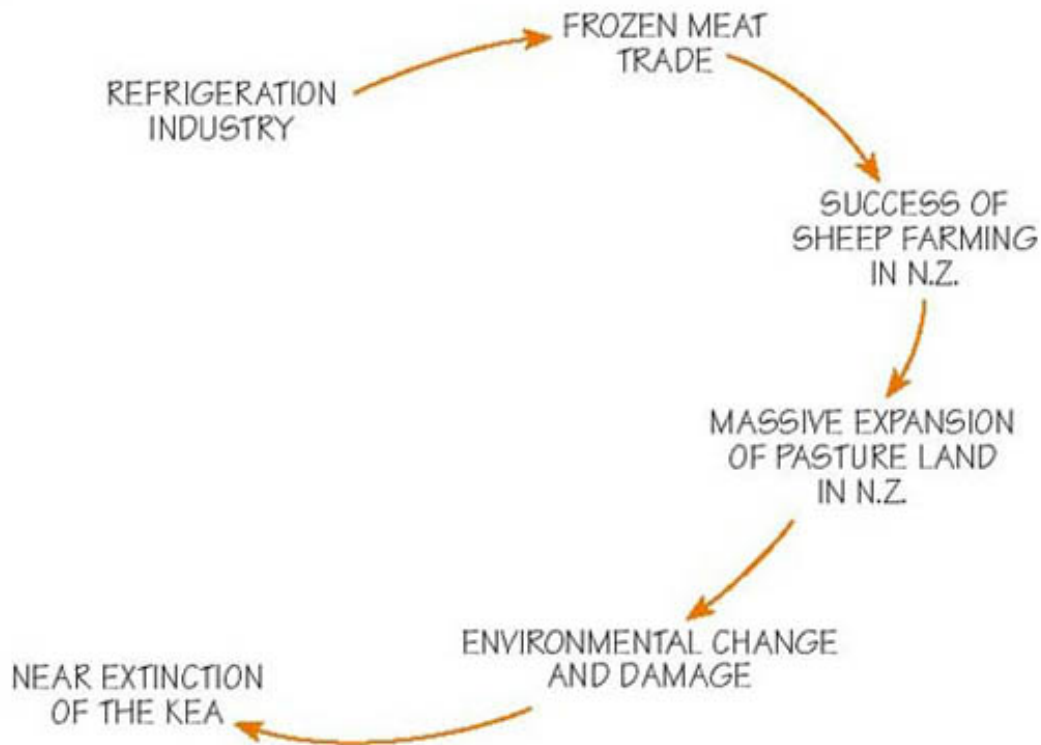 FROZEN MEAT
TRADE
REFRIGERATION
INDUSTRY
SUCCESS OF
SHEEP FARMING
IN N.Z.
MASSIVE EXPANSION
OF PASTURE LAND
IN N.Z.
ENVIRONMENTAL CHANGE
AND DAMAGE
NEAR EXTINCTION
OF THE KEA